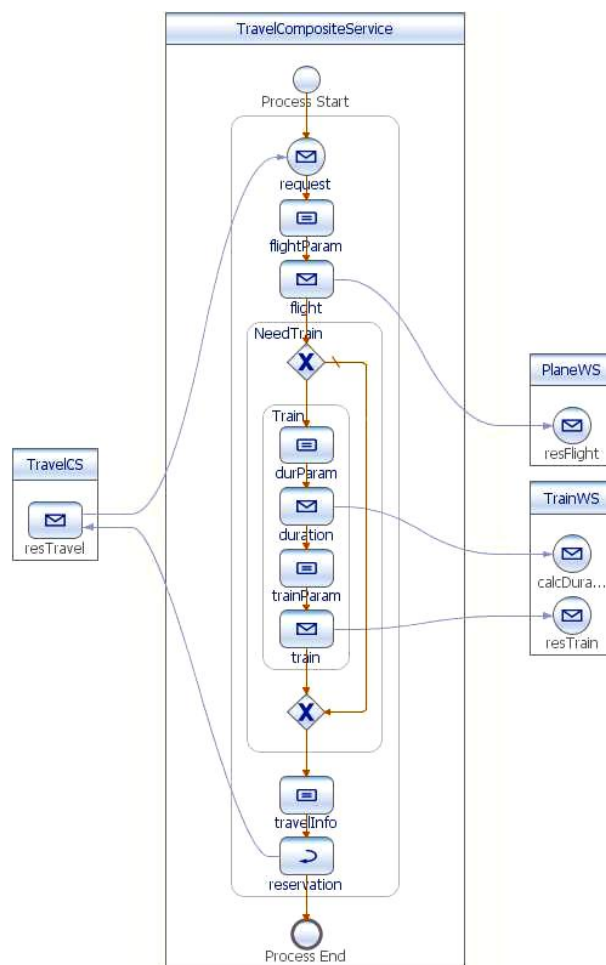 TravelCompositeService
Process Start
request
flightParam
flight
NeedTrain
X
Train
durParam
duration
trainParam
train
X
travelInfo
reservation
Process End
TravelCS
resTravel
PlaneWS
resFlight
TrainWS
calcDura...
resTrain